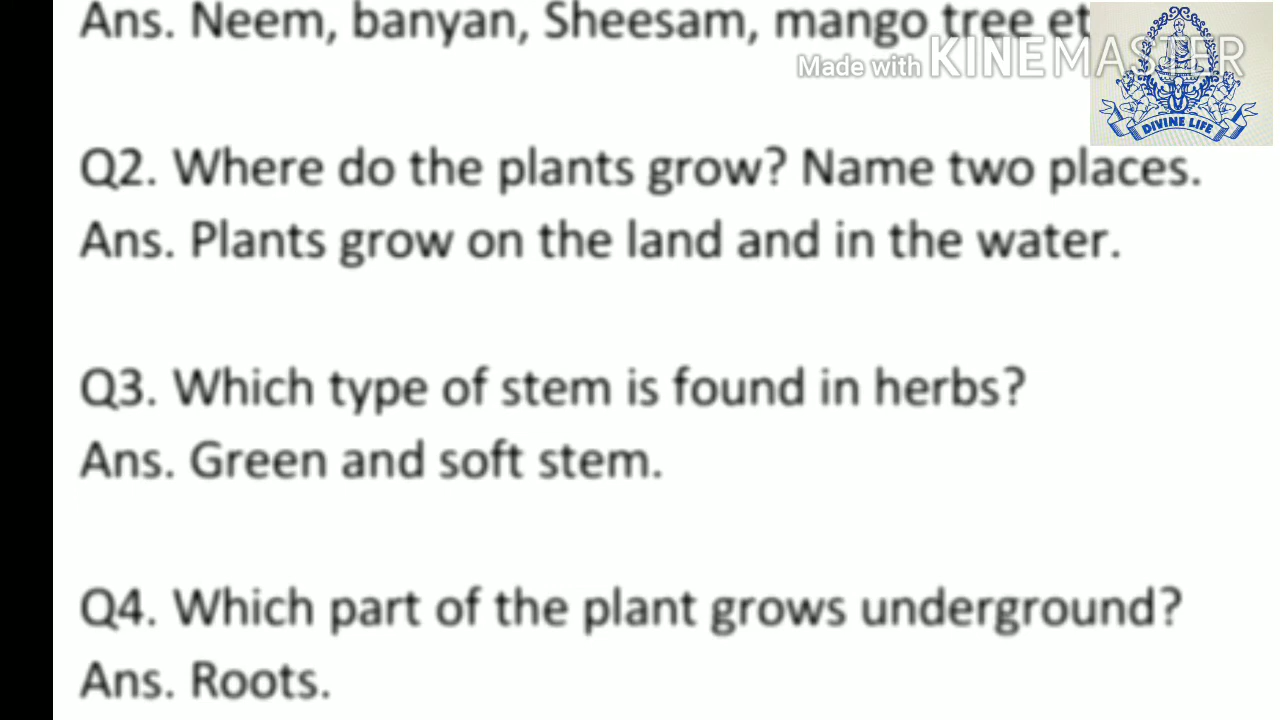 Ans. Neem, banyan, Sheesam, mango tree et
Made with KINEMASTER
DIVINE LIFE
Q2. Where do the plants grow? Name two places.
Ans. Plants grow on the land and in the water.
Q3. Which type of stem is found in herbs?
Ans. Green and soft stem.
Q4. Which part of the plant grows underground?
Ans. Roots.